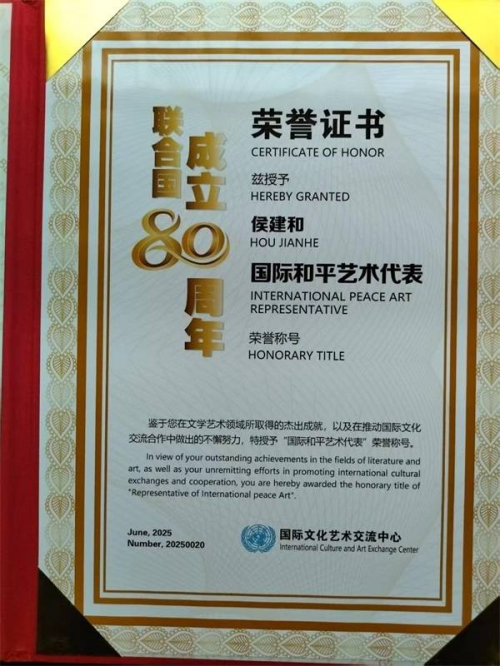 联合国
成立
80
周年
荣誉证书
CERTIFICATE OF HONOR
兹授予
HEREBY GRANTED
侯建和
HOU JIANHE
国际和平艺术代表
INTERNATIONAL PEACE ART
REPRESENTATIVE
荣誉称号
HONORARY TITLE
鉴于您在文学艺术领域所取得的杰出成就，以及在推动国际文化
交流合作中做出的不懈努力，特授予“国际和平艺术代表”荣誉称号。
In view of your outstanding achievements in the fields of literature and
art, as well as your unremitting efforts in promoting international cultural
exchanges and cooperation, you are hereby awarded the honorary title of
"Representative of International peace Art".
June, 2025
Number, 20250020
国际文化艺术交流中心
International Culture and Art Exchange Center